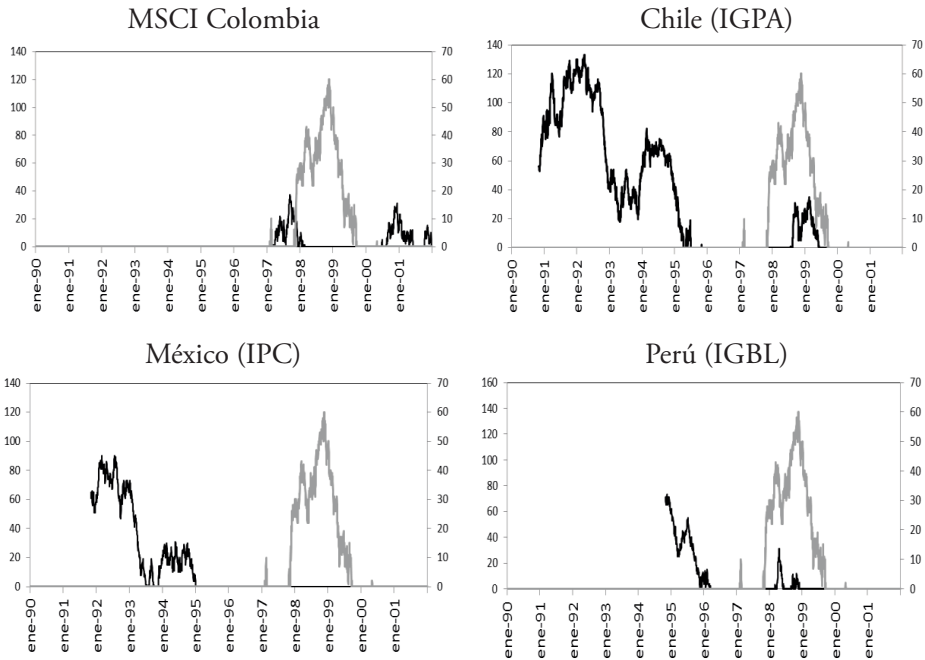 MSCI Colombia
140
120
100
80
60
40
20
0
70
60
50
40
30
20
10
0
ene-90
ene-91
ene-92
ene-93
ene-94
ene-95
ene-96
ene-97
ene-98
ene-99
ene-00
ene-01
Chile (IGPA)
140
120
100
80
60
40
20
0
70
60
50
40
30
20
10
0
ene-90
ene-91
ene-92
ene-93
ene-94
ene-95
ene-96
ene-97
ene-98
ene-99
ene-00
ene-01
México (IPC)
140
120
100
80
60
40
20
0
70
60
50
40
30
20
10
0
ene-90
ene-91
ene-92
ene-93
ene-94
ene-95
ene-96
ene-97
ene-98
ene-99
ene-00
ene-01
Perú (IGBL)
160
140
120
100
80
60
40
20
0
70
60
50
40
30
20
10
0
ene-90
ene-91
ene-92
ene-93
ene-94
ene-95
ene-96
ene-97
ene-98
ene-99
ene-00
ene-01